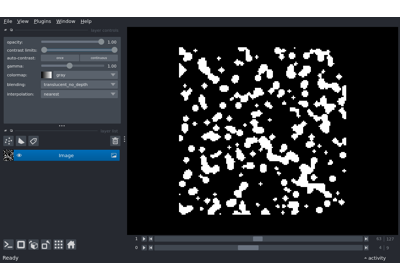 File View Plugins Window Help
opacity: 1.00
contrast limits:
auto-contrast: once continuous
gamma: 1.00
colormap: gray
blending: translucent_no_depth
interpolation: nearest
Image
1
0
Ready activity